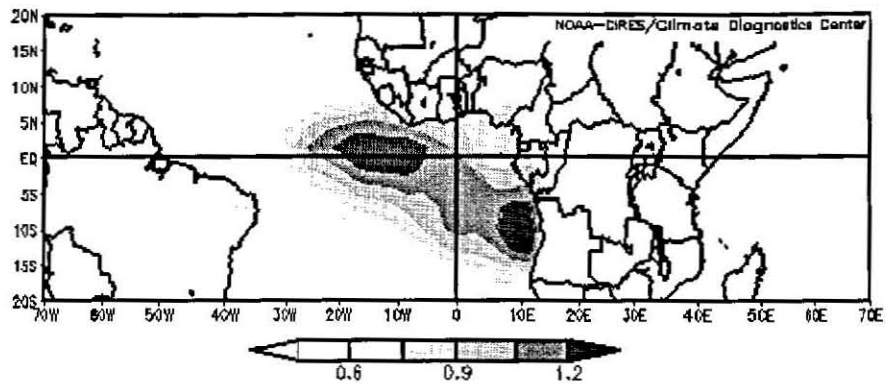 20N
NOAA-CIRES/Climate Diagnostics Center
15N
10N
5N
EQ
5S
10S
15S
20S
70W 60W 50W 40W 30W 20W 10W 0 10E 20E 30E 40E 50E 60E 70E
0.6 0.9 1.2